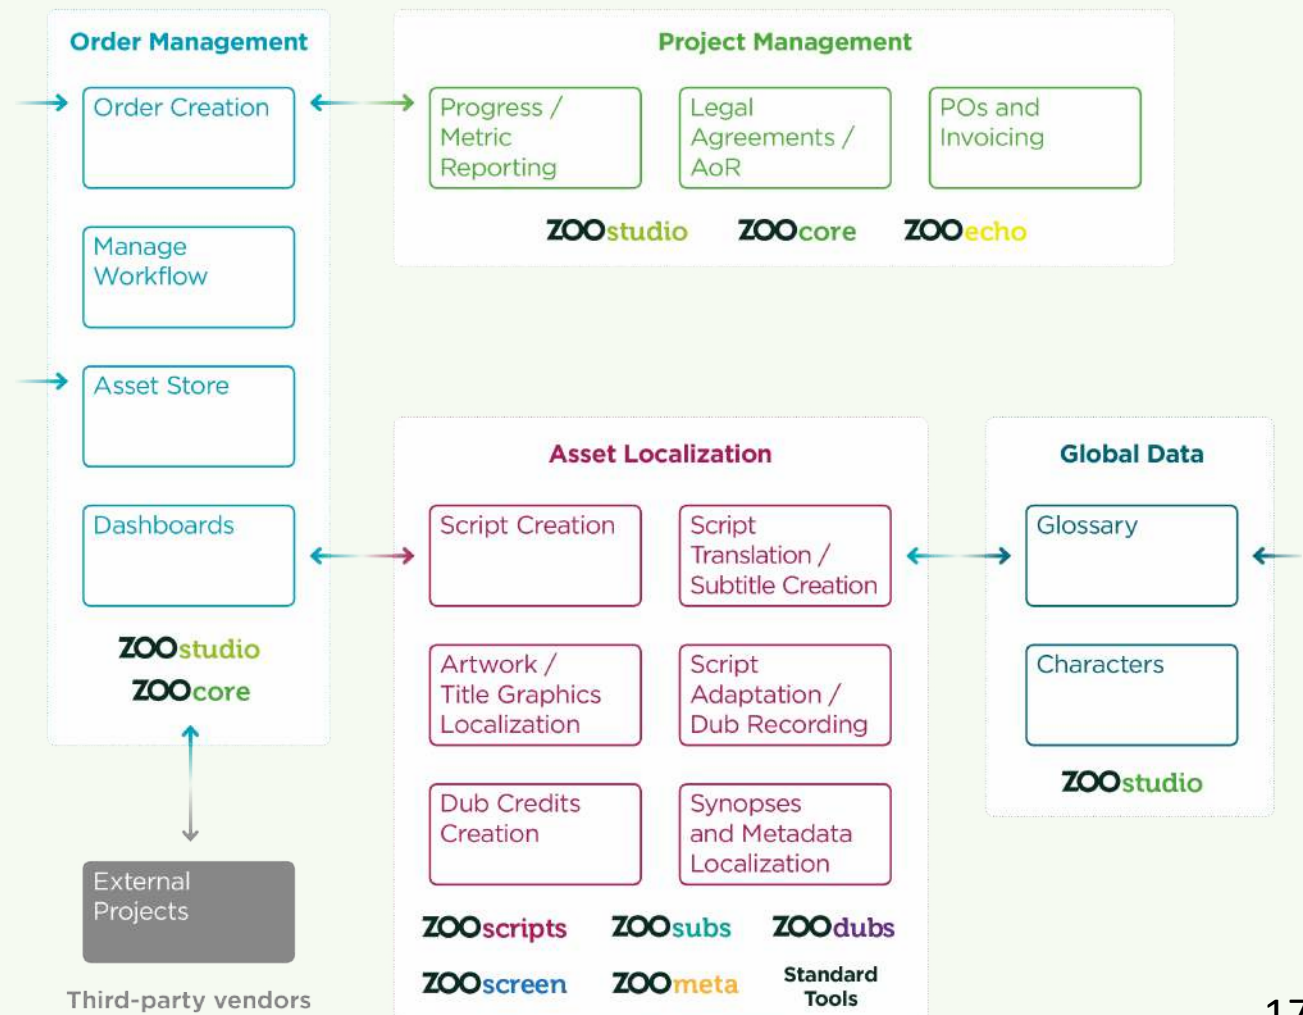 Order Management
Order Creation
Manage
Workflow
Asset Store
Dashboards
ZOOstudio
ZOOcore
External
Projects
Third-party vendors
Project Management
Progress /
Metric
Reporting
Legal
Agreements /
AoR
POs and
Invoicing
ZOOstudio ZOOcore ZOOecho
Asset Localization
Script Creation
Script
Translation /
Subtitle Creation
Artwork /
Title Graphics
Localization
Script
Adaptation /
Dub Recording
Dub Credits
Creation
Synopses
and Metadata
Localization
ZOOscripts ZOOsubs ZOOdubs
ZOOscreen ZOOmeta
Standard
Tools
Global Data
Glossary
Characters
ZOOstudio
17